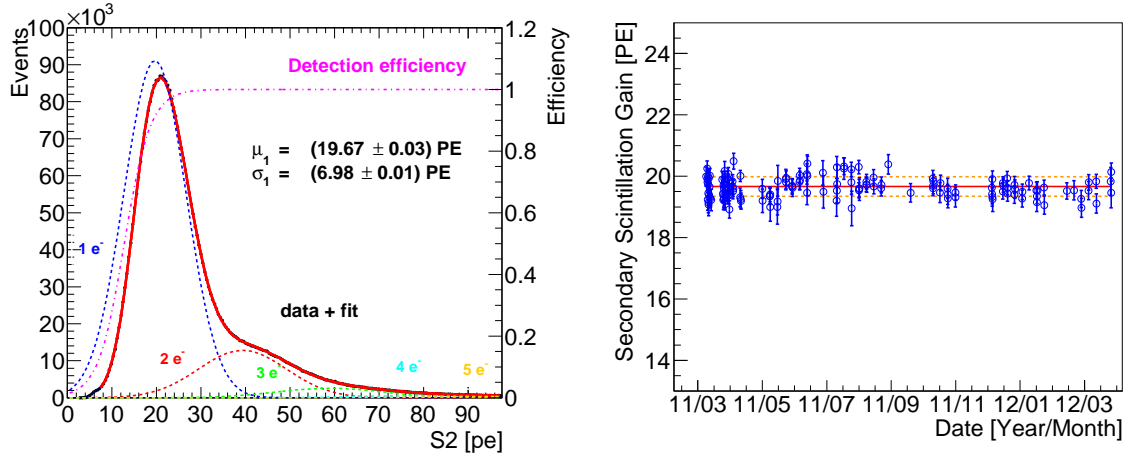 ×10³
Events
100
90
80
70
60
50
40
30
20
10
0
1.2
1
0.8
0.6
0.4
0.2
0
Efficiency
Detection efficiency
μ₁ = (19.67 ± 0.03) PE
σ₁ = (6.98 ± 0.01) PE
1 e⁻
data + fit
2 e⁻
3 e⁻
4 e⁻
5 e⁻
0 10 20 30 40 50 60 70 80 90
S2 [pe]
Secondary Scintillation Gain [PE]
24
22
20
18
16
14
11/03 11/05 11/07 11/09 11/11 12/01 12/03
Date [Year/Month]